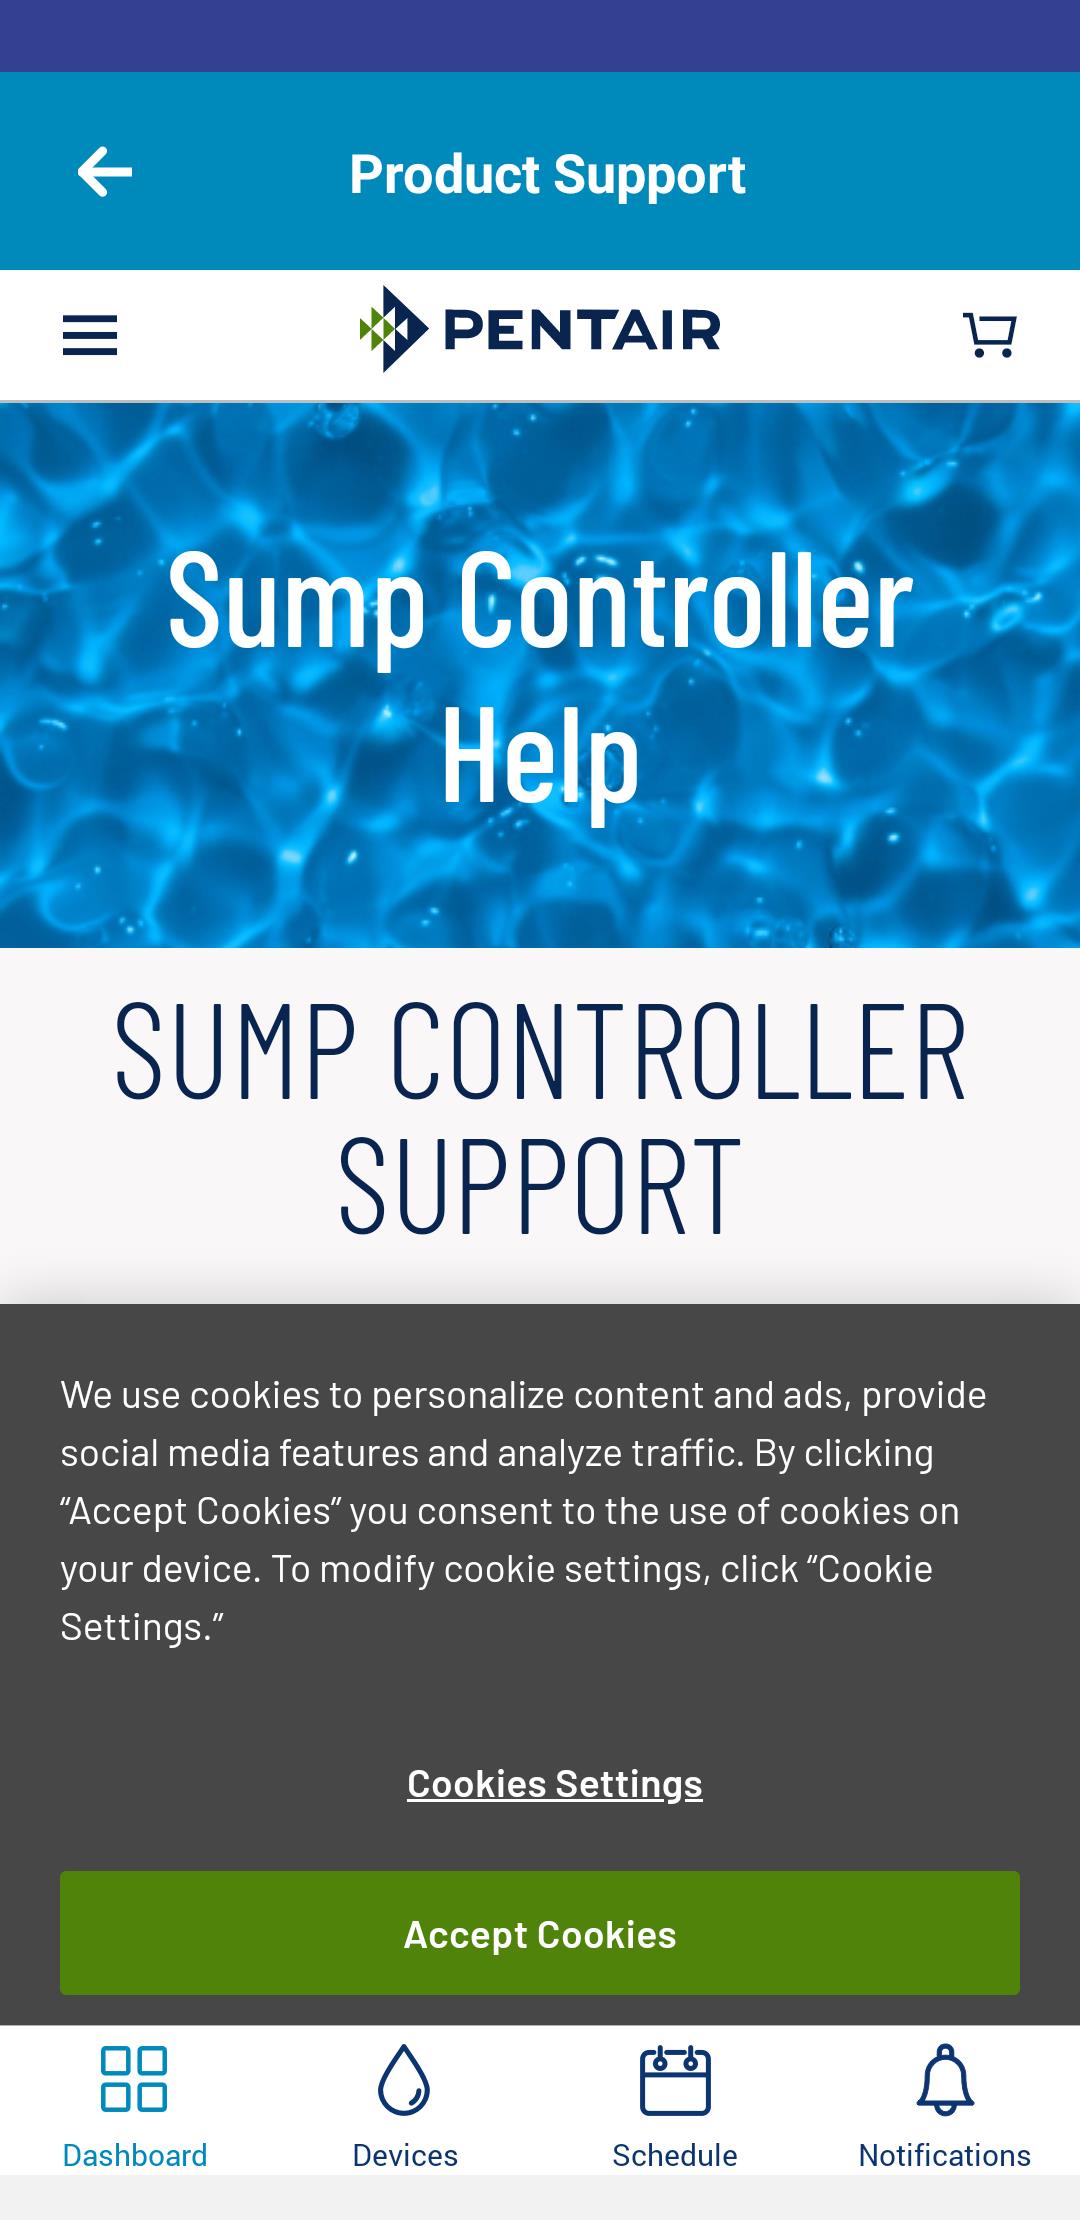 Product Support
PENTAIR
Sump Controller
Help
SUMP CONTROLLER
SUPPORT
We use cookies to personalize content and ads, provide
social media features and analyze traffic. By clicking
“Accept Cookies” you consent to the use of cookies on
your device. To modify cookie settings, click “Cookie
Settings.”
Cookies Settings
Accept Cookies
Dashboard
Devices
Schedule
Notifications